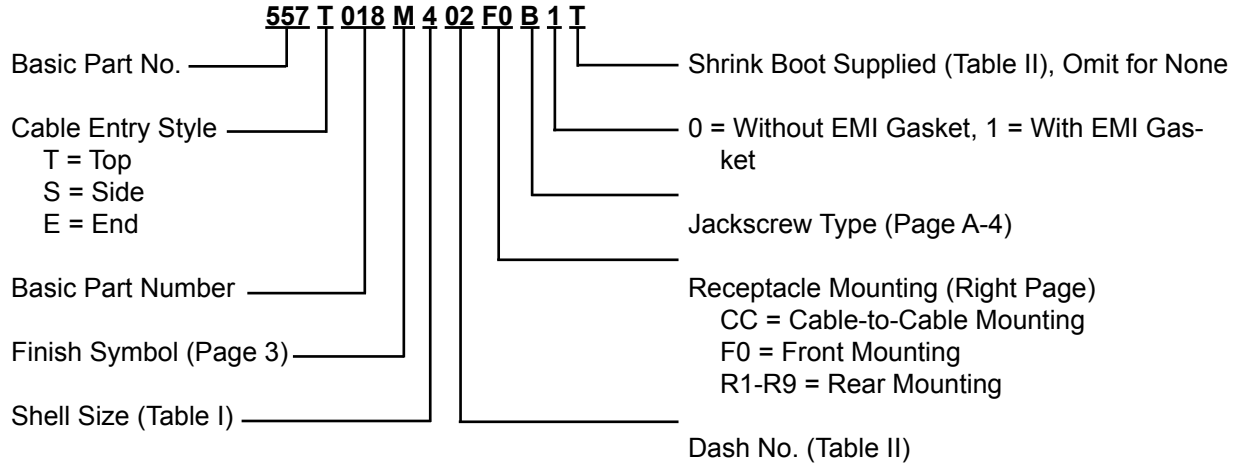 557 T 018 M 4 02 F0 B 1 T
Basic Part No.
Cable Entry Style
T = Top
S = Side
E = End
Basic Part Number
Finish Symbol (Page 3)
Shell Size (Table I)
Shrink Boot Supplied (Table II), Omit for None
0 = Without EMI Gasket, 1 = With EMI Gas-
ket
Jackscrew Type (Page A-4)
Receptacle Mounting (Right Page)
CC = Cable-to-Cable Mounting
F0 = Front Mounting
R1-R9 = Rear Mounting
Dash No. (Table II)